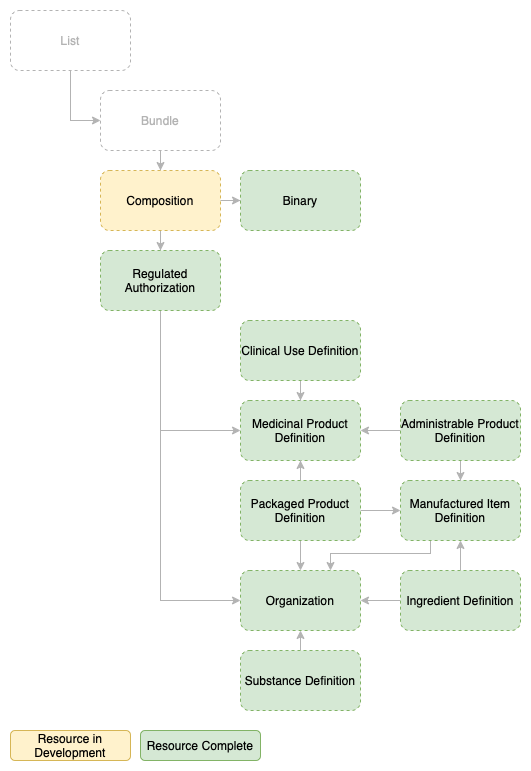 List
Bundle
Composition
Binary
Regulated
Authorization
Clinical Use Definition
Medicinal Product
Definition
Administrable Product
Definition
Packaged Product
Definition
Manufactured Item
Definition
Organization
Ingredient Definition
Substance Definition
Resource in
Development
Resource Complete